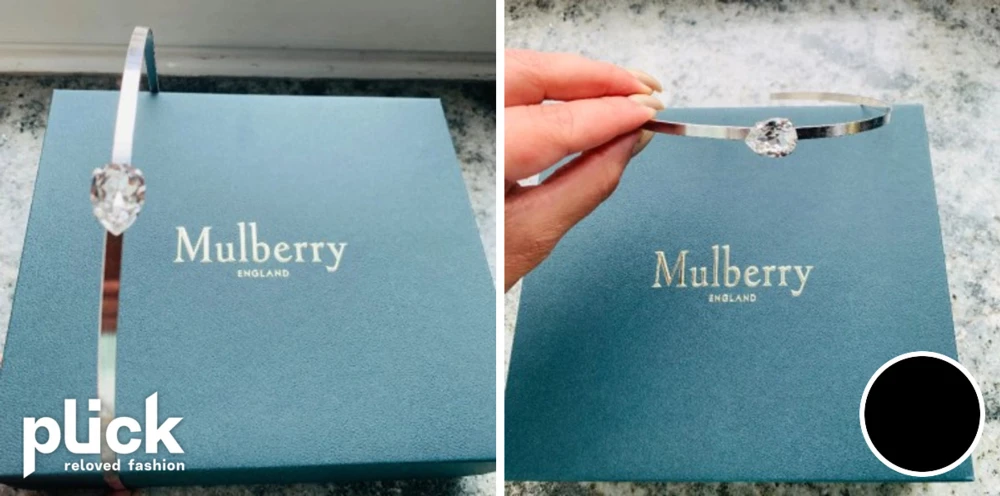 Mulberry
ENGLAND
plick
reloved fashion
Mulberry
ENGLAND